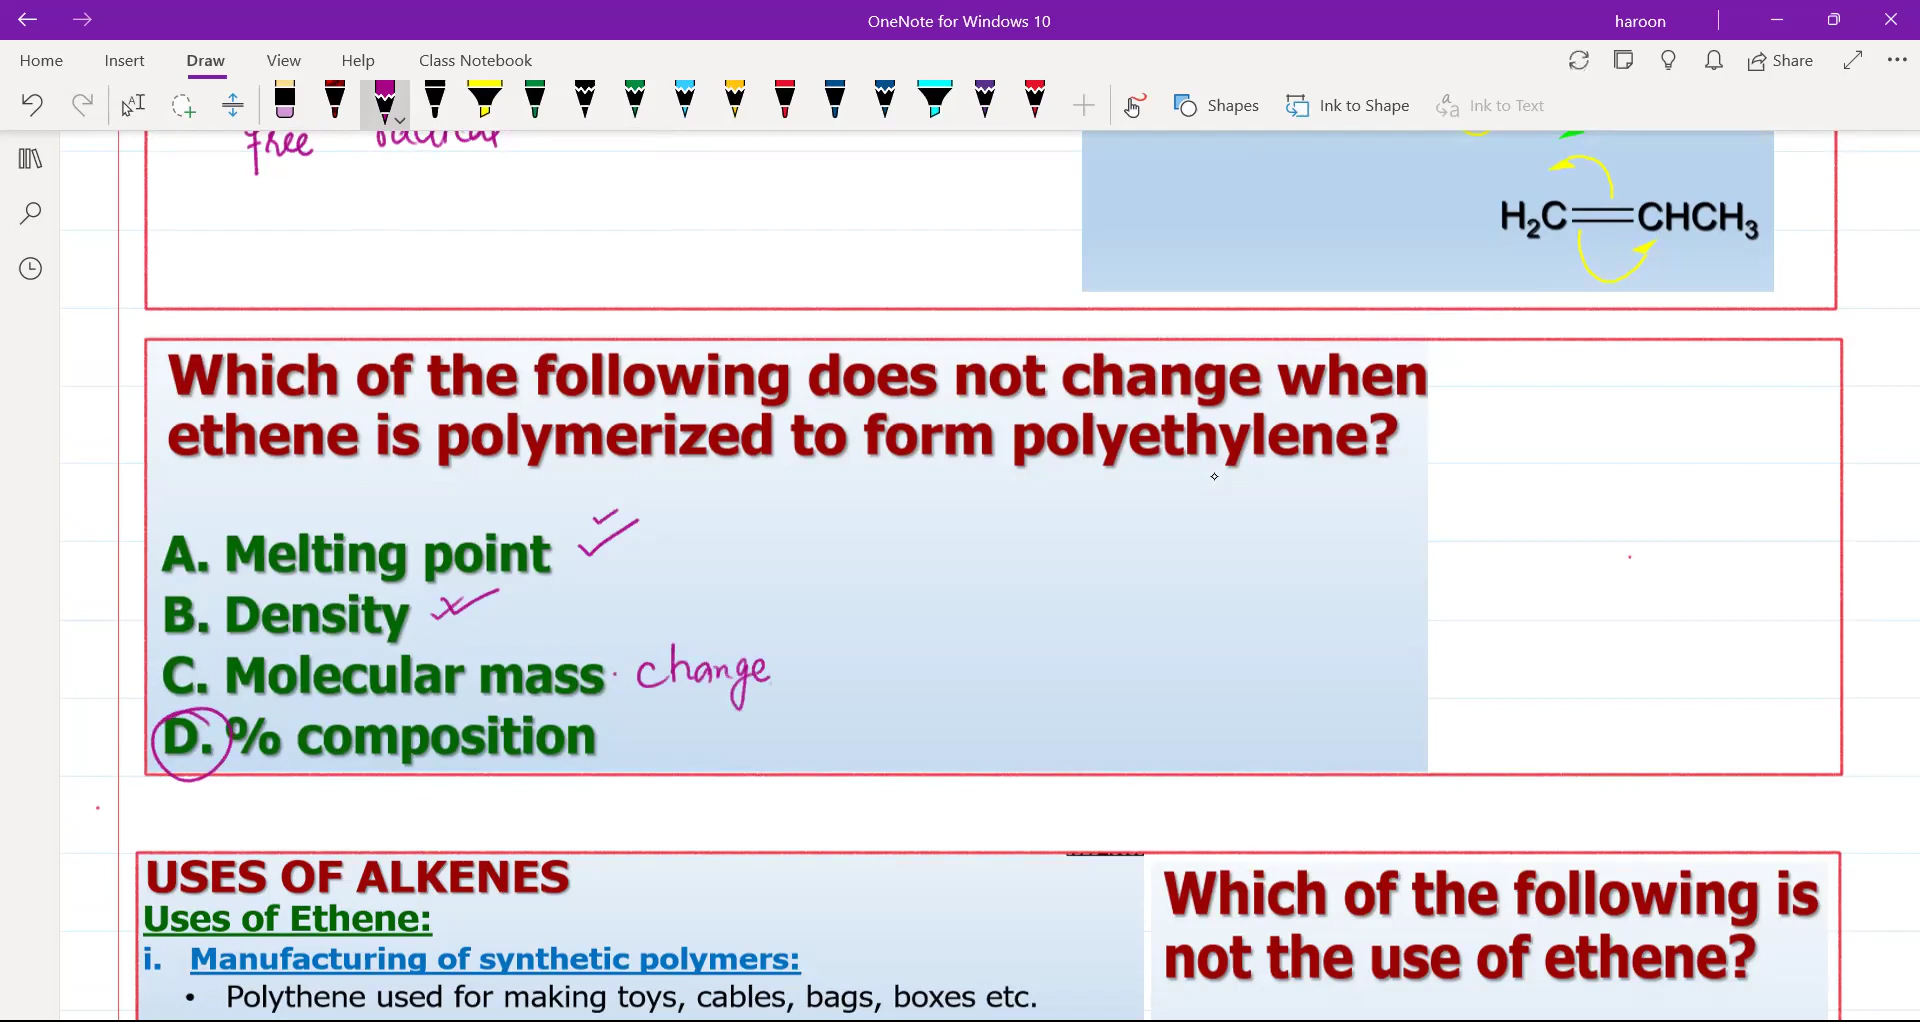 OneNote for Windows 10
haroon
Home Insert Draw View Help Class Notebook
Share
Shapes Ink to Shape Ink to Text
free
H2C=CHCH3
Which of the following does not change when
ethene is polymerized to form polyethylene?
A. Melting point
B. Density
C. Molecular mass change
D. % composition
USES OF ALKENES
Uses of Ethene:
i. Manufacturing of synthetic polymers:
• Polythene used for making toys, cables, bags, boxes etc.
Which of the following is
not the use of ethene?